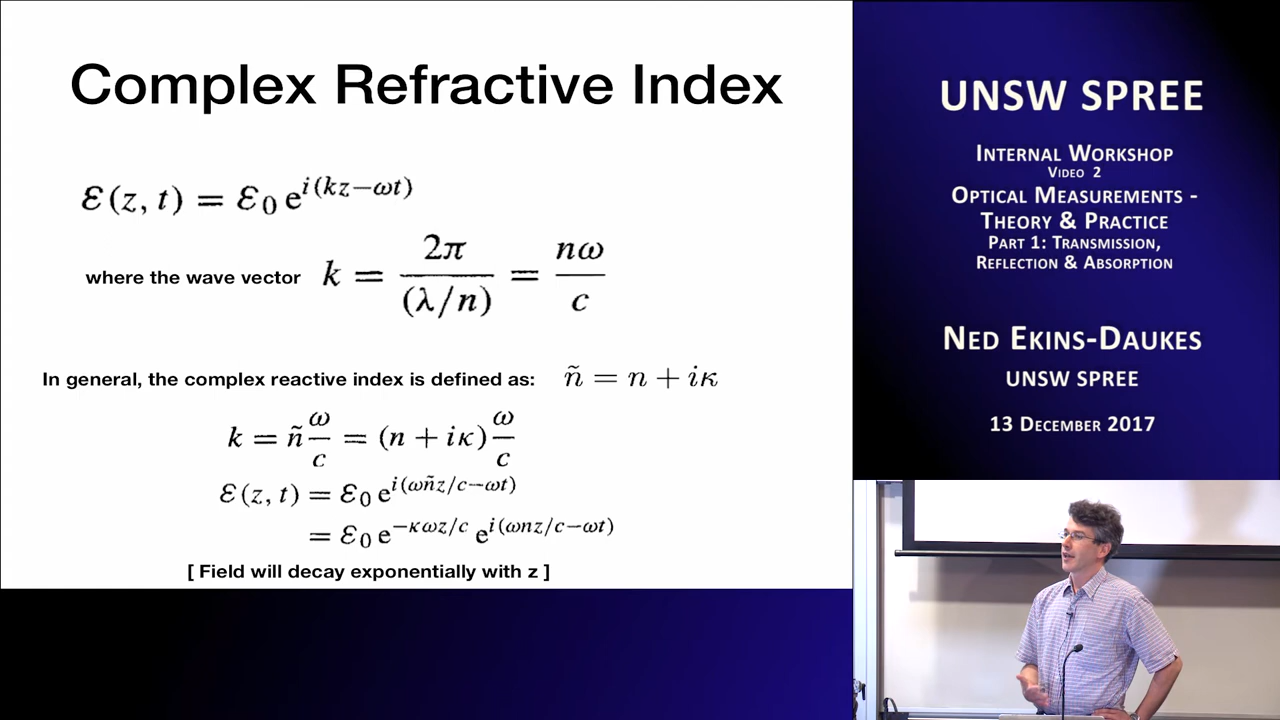 Complex Refractive Index
ℰ(z, t) = ℰ₀ e^{i(kz−ωt)}
where the wave vector k = 2π/(λ/n) = nω/c
In general, the complex reactive index is defined as: ñ = n + iκ
k = ñ ω/c = (n + iκ) ω/c
ℰ(z, t) = ℰ₀ e^{i(ωñz/c−ωt)}
= ℰ₀ e^{−κωz/c} e^{i(ωnz/c−ωt)}
[ Field will decay exponentially with z ]
UNSW SPREE
Internal Workshop
Video 2
Optical Measurements -
Theory & Practice
Part 1: Transmission,
Reflection & Absorption
Ned Ekins-Daukes
UNSW SPREE
13 December 2017